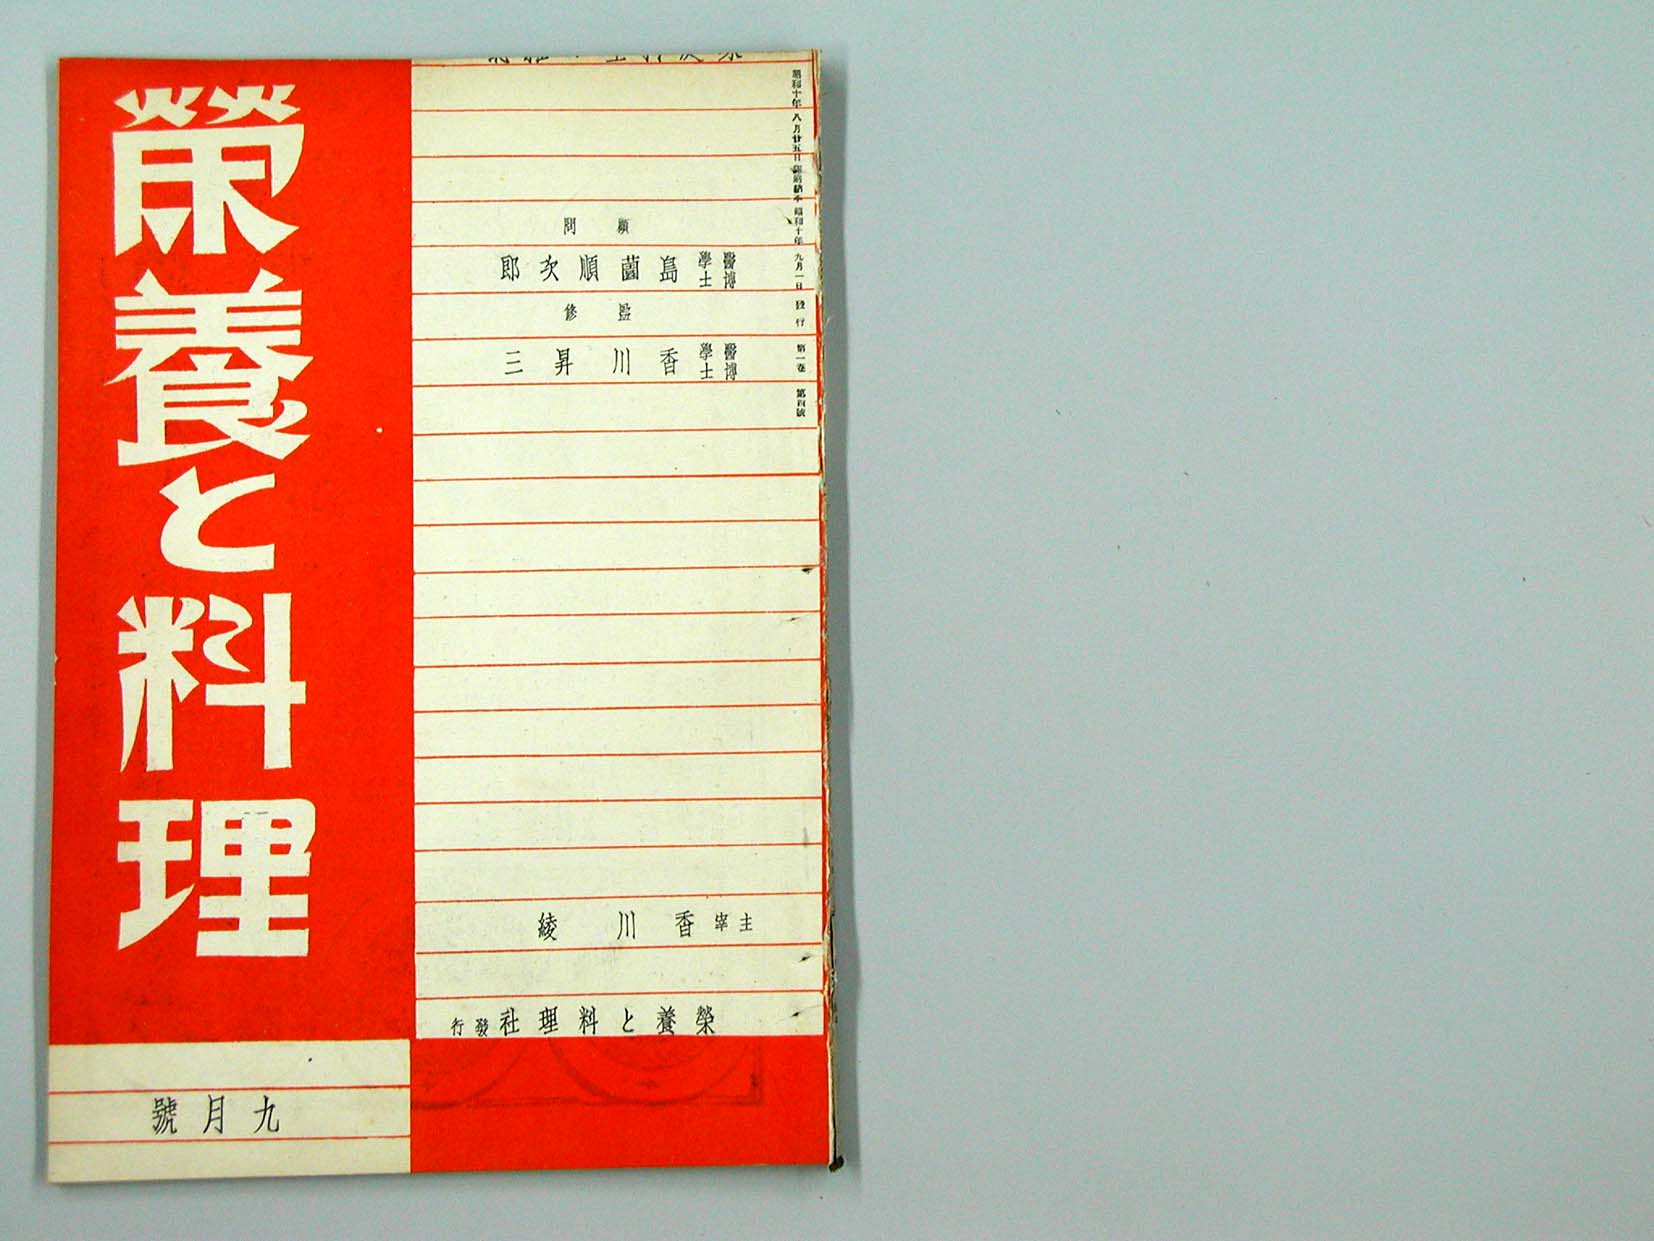 榮養と料理
昭和十年八月廿五日印刷納本 昭和十年九月一日發行 第一卷 第四號
顧問
醫學博士 島薗順次郎
監修
醫學博士 香川昇三
主宰 香川綾
榮養と料理社發行
九月號